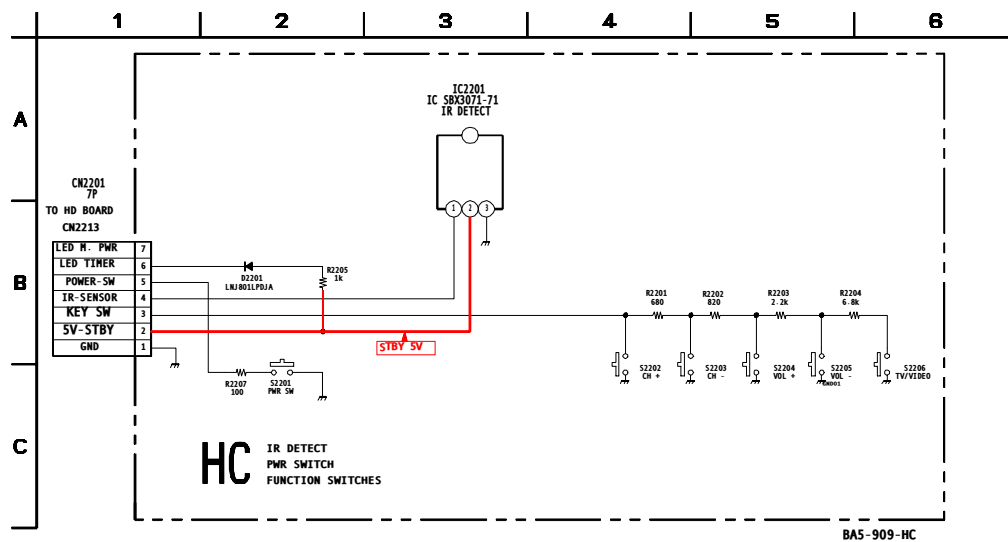 1 2 3 4 5 6
A
B
C
IC2201
IC SBX3071-71
IR DETECT
1 2 3
CN2201
7P
TO HD BOARD
CN2213
LED M. PWR 7
LED TIMER 6
POWER-SW 5
IR-SENSOR 4
KEY SW 3
5V-STBY 2
GND 1
D2201
LNJ801LPDJA
R2205
1k
STBY 5V
R2201
680
R2202
820
R2203
2.2k
R2204
6.8k
R2207
100
S2201
PWR SW
S2202
CH +
S2203
CH -
S2204
VOL +
S2205
VOL -
GND01
S2206
TV/VIDEO
HC
IR DETECT
PWR SWITCH
FUNCTION SWITCHES
BA5-909-HC